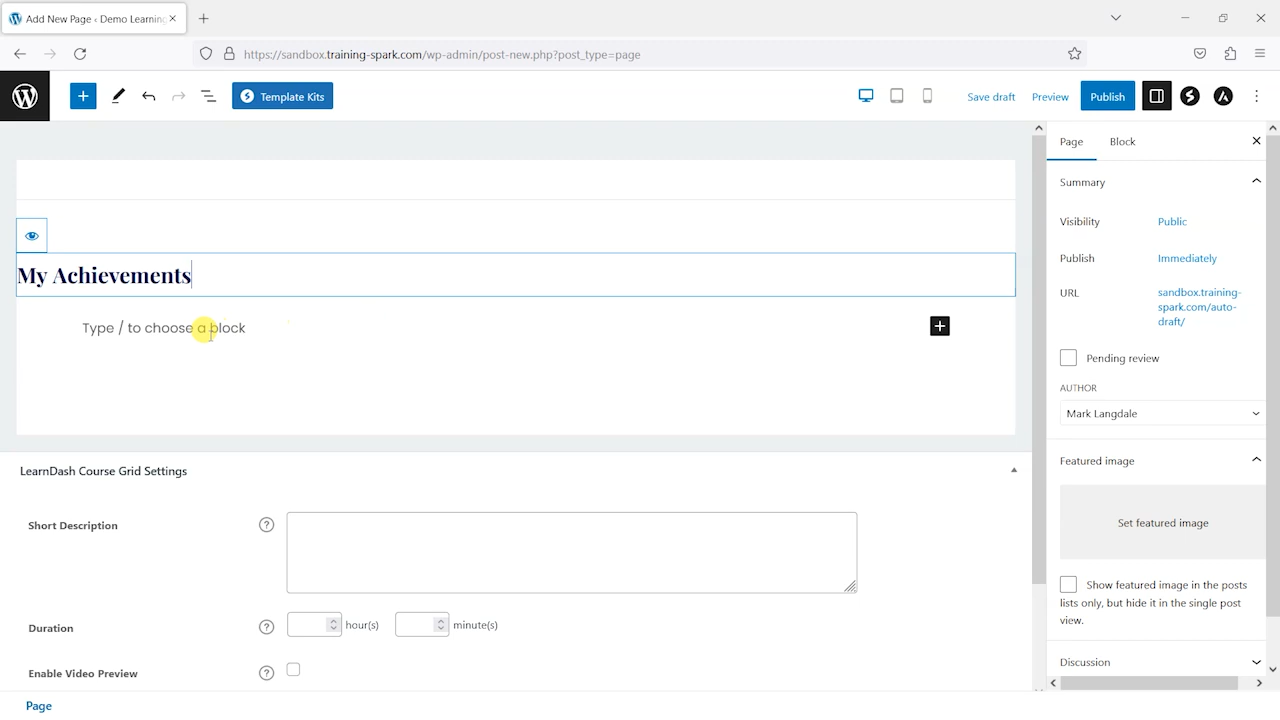 Add New Page ‹ Demo Learning
https://sandbox.training-spark.com/wp-admin/post-new.php?post_type=page
Template Kits
Save draft
Preview
Publish
Page
Block
Summary
Visibility
Public
Publish
Immediately
URL
sandbox.training-
spark.com/auto-
draft/
Pending review
AUTHOR
Mark Langdale
Featured image
Set featured image
Show featured image in the posts
lists only, but hide it in the single post
view.
Discussion
My Achievements
Type / to choose a block
LearnDash Course Grid Settings
Short Description
Duration
hour(s)
minute(s)
Enable Video Preview
Page